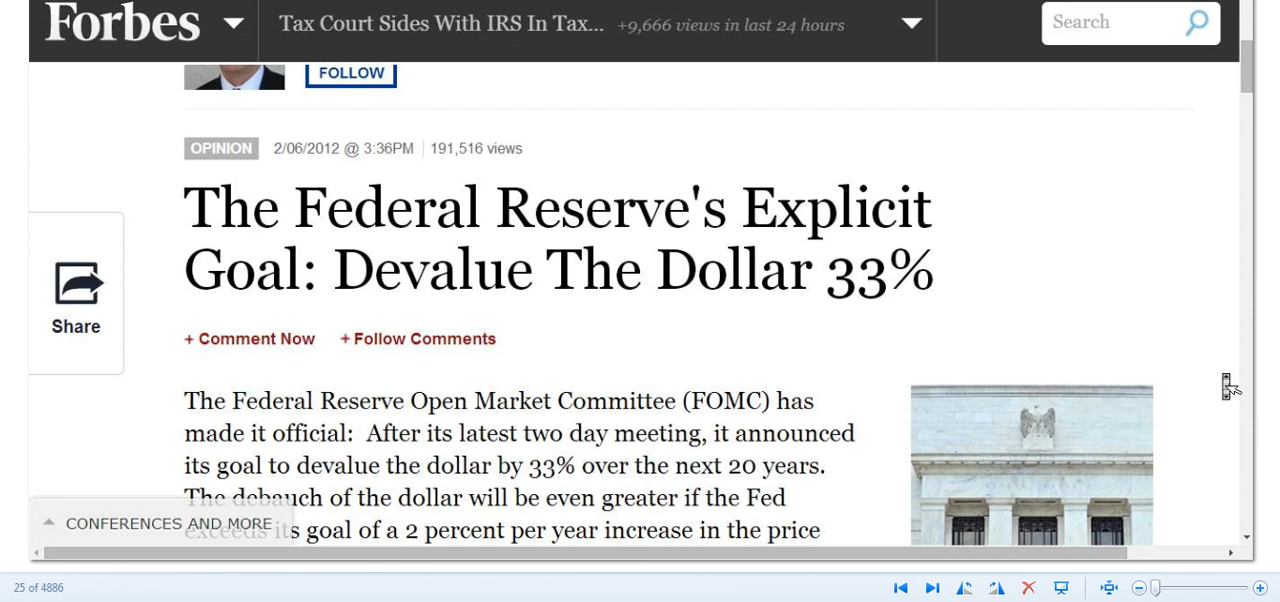 Forbes
Tax Court Sides With IRS In Tax... +9,666 views in last 24 hours
Search
FOLLOW
OPINION 2/06/2012 @ 3:36PM 191,516 views
The Federal Reserve's Explicit
Goal: Devalue The Dollar 33%
Share
+ Comment Now + Follow Comments
The Federal Reserve Open Market Committee (FOMC) has
made it official:  After its latest two day meeting, it announced
its goal to devalue the dollar by 33% over the next 20 years.
The debauch of the dollar will be even greater if the Fed
CONFERENCES AND MORE
exceeds its goal of a 2 percent per year increase in the price
25 of 4886